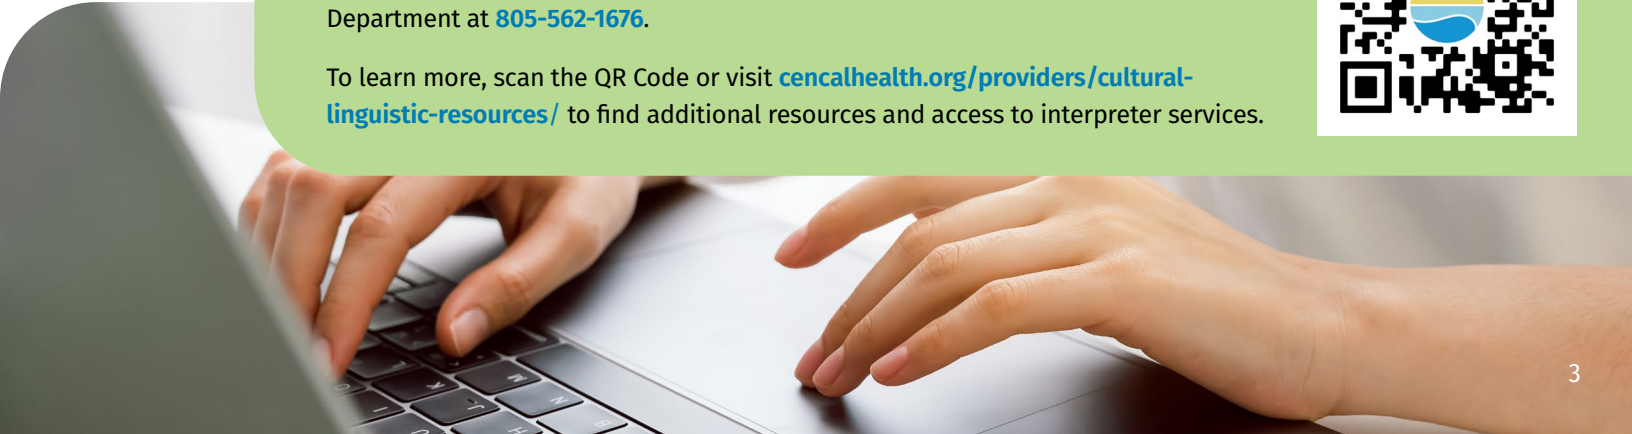 Department at 805-562-1676.
To learn more, scan the QR Code or visit cencalhealth.org/providers/cultural-
linguistic-resources/ to find additional resources and access to interpreter services.
3